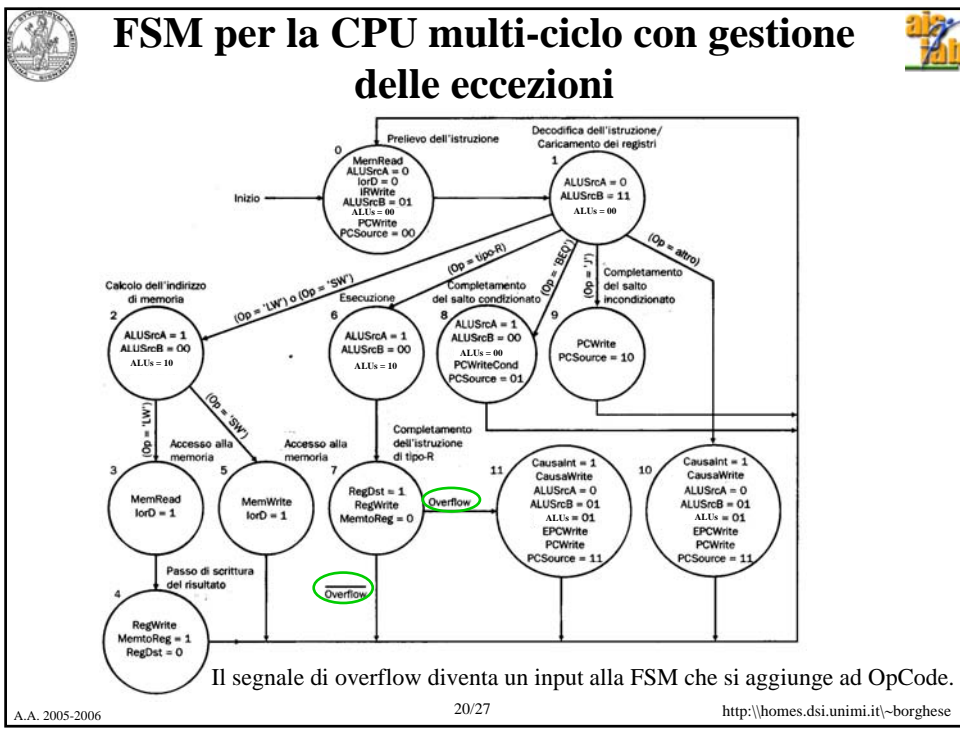 FSM per la CPU multi-ciclo con gestione
delle eccezioni
Prelievo dell'istruzione
Decodifica dell'istruzione/
Caricamento dei registri
Inizio
0
MemRead
ALUSrcA = 0
IorD = 0
IRWrite
ALUSrcB = 01
ALUs = 00
PCWrite
PCSource = 00
1
ALUSrcA = 0
ALUSrcB = 11
ALUs = 00
(Op = 'LW') o (Op = 'SW')
(Op = tipo-R)
(Op = 'BEQ')
(Op = 'J')
(Op = altro)
Calcolo dell'indirizzo
di memoria
2
ALUSrcA = 1
ALUSrcB = 00
ALUs = 10
Esecuzione
6
ALUSrcA = 1
ALUSrcB = 00
ALUs = 10
Completamento
del salto condizionato
8
ALUSrcA = 1
ALUSrcB = 00
ALUs = 00
PCWriteCond
PCSource = 01
Completamento
del salto
incondizionato
9
PCWrite
PCSource = 10
(Op = 'LW')
(Op = 'SW')
Accesso alla
memoria
3
MemRead
IorD = 1
Accesso alla
memoria
5
MemWrite
IorD = 1
Completamento
dell'istruzione
di tipo-R
7
RegDst = 1
RegWrite
MemtoReg = 0
Overflow
Overflow
11
CausaInt = 1
CausaWrite
ALUSrcA = 0
ALUSrcB = 01
ALUs = 01
EPCWrite
PCWrite
PCSource = 11
10
CausaInt = 1
CausaWrite
ALUSrcA = 0
ALUSrcB = 01
ALUs = 01
EPCWrite
PCWrite
PCSource = 11
Passo di scrittura
del risultato
4
RegWrite
MemtoReg = 1
RegDst = 0
Il segnale di overflow diventa un input alla FSM che si aggiunge ad OpCode.
A.A. 2005-2006
20/27
http:\\homes.dsi.unimi.it\~borghese